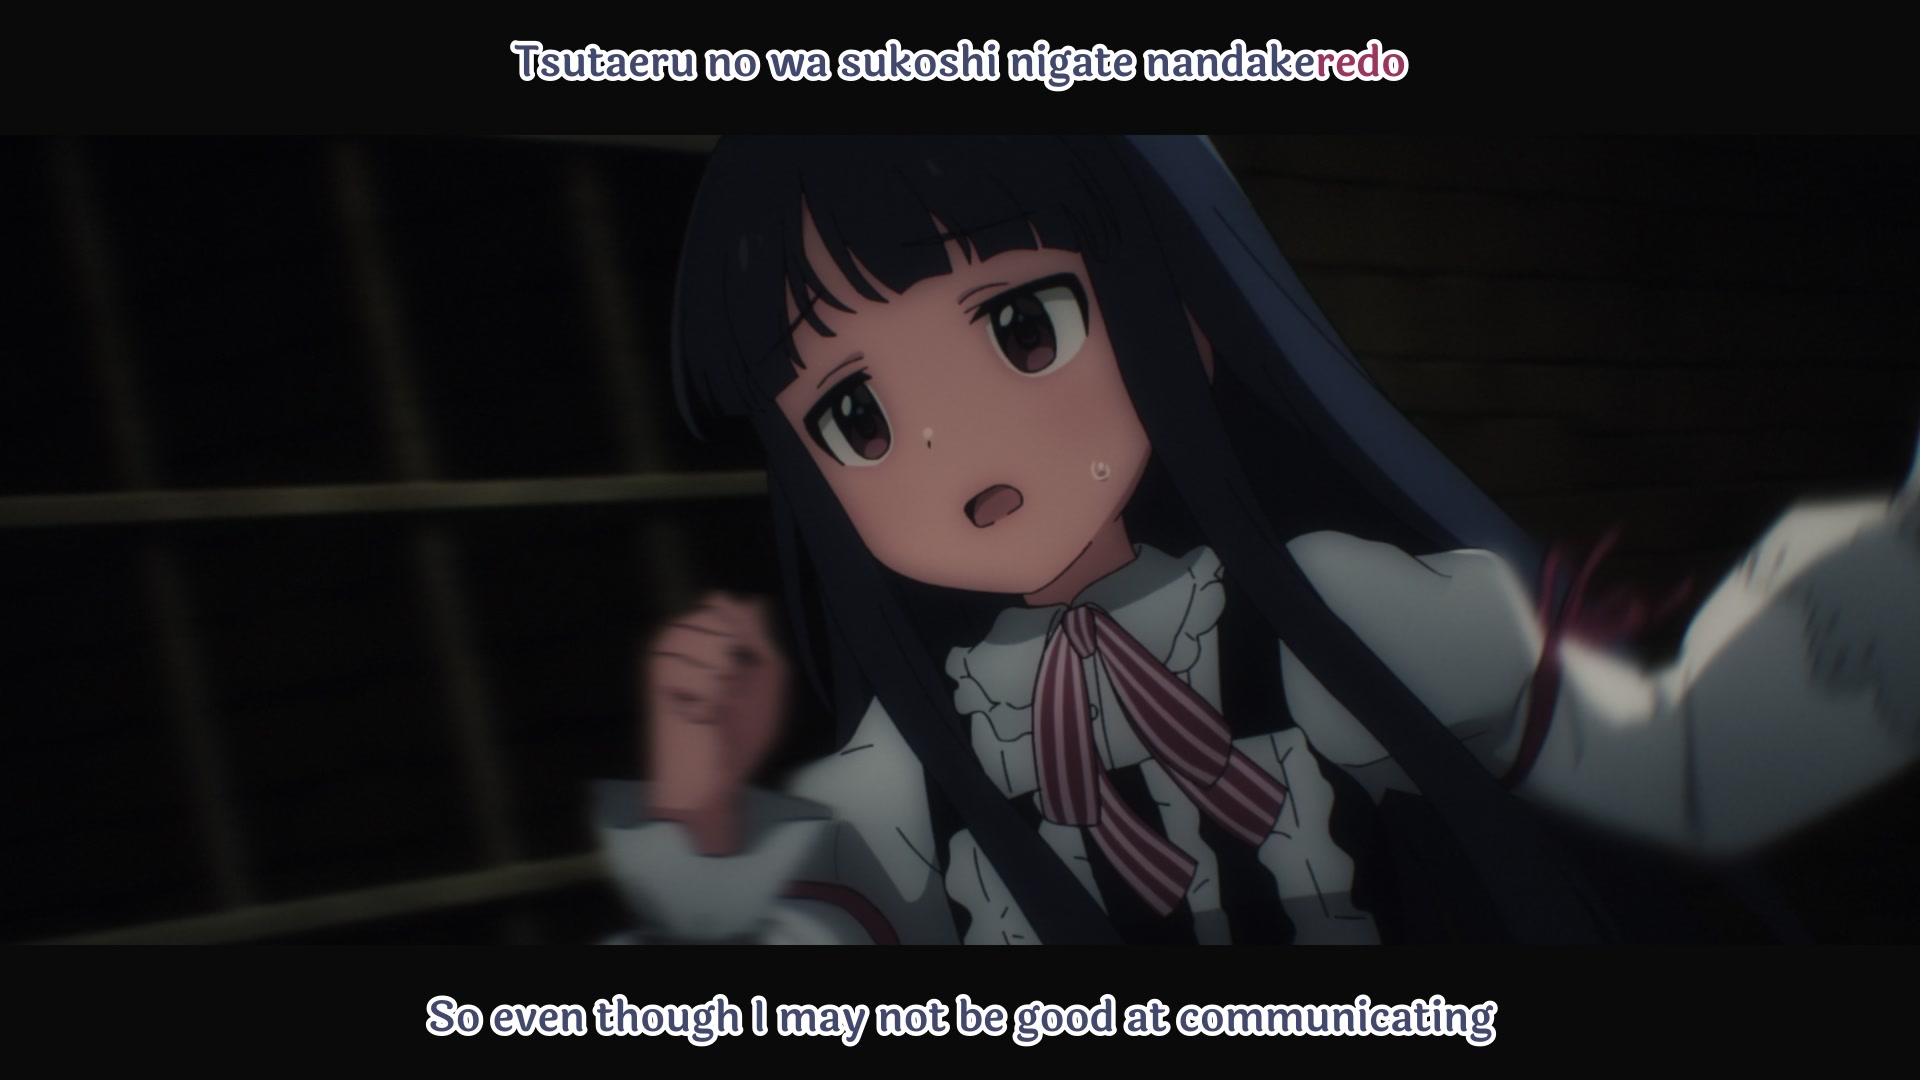 Tsutaeru no wa sukoshi nigate nandakeredo
So even though I may not be good at communicating